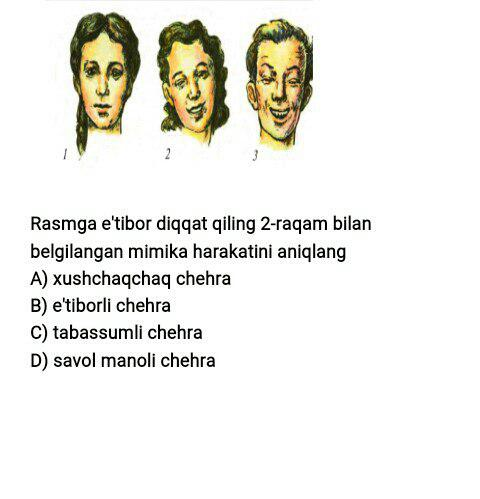 1 2 3
Rasmga e'tibor diqqat qiling 2-raqam bilan
belgilangan mimika harakatini aniqlang
A) xushchaqchaq chehra
B) e'tiborli chehra
C) tabassumli chehra
D) savol manoli chehra